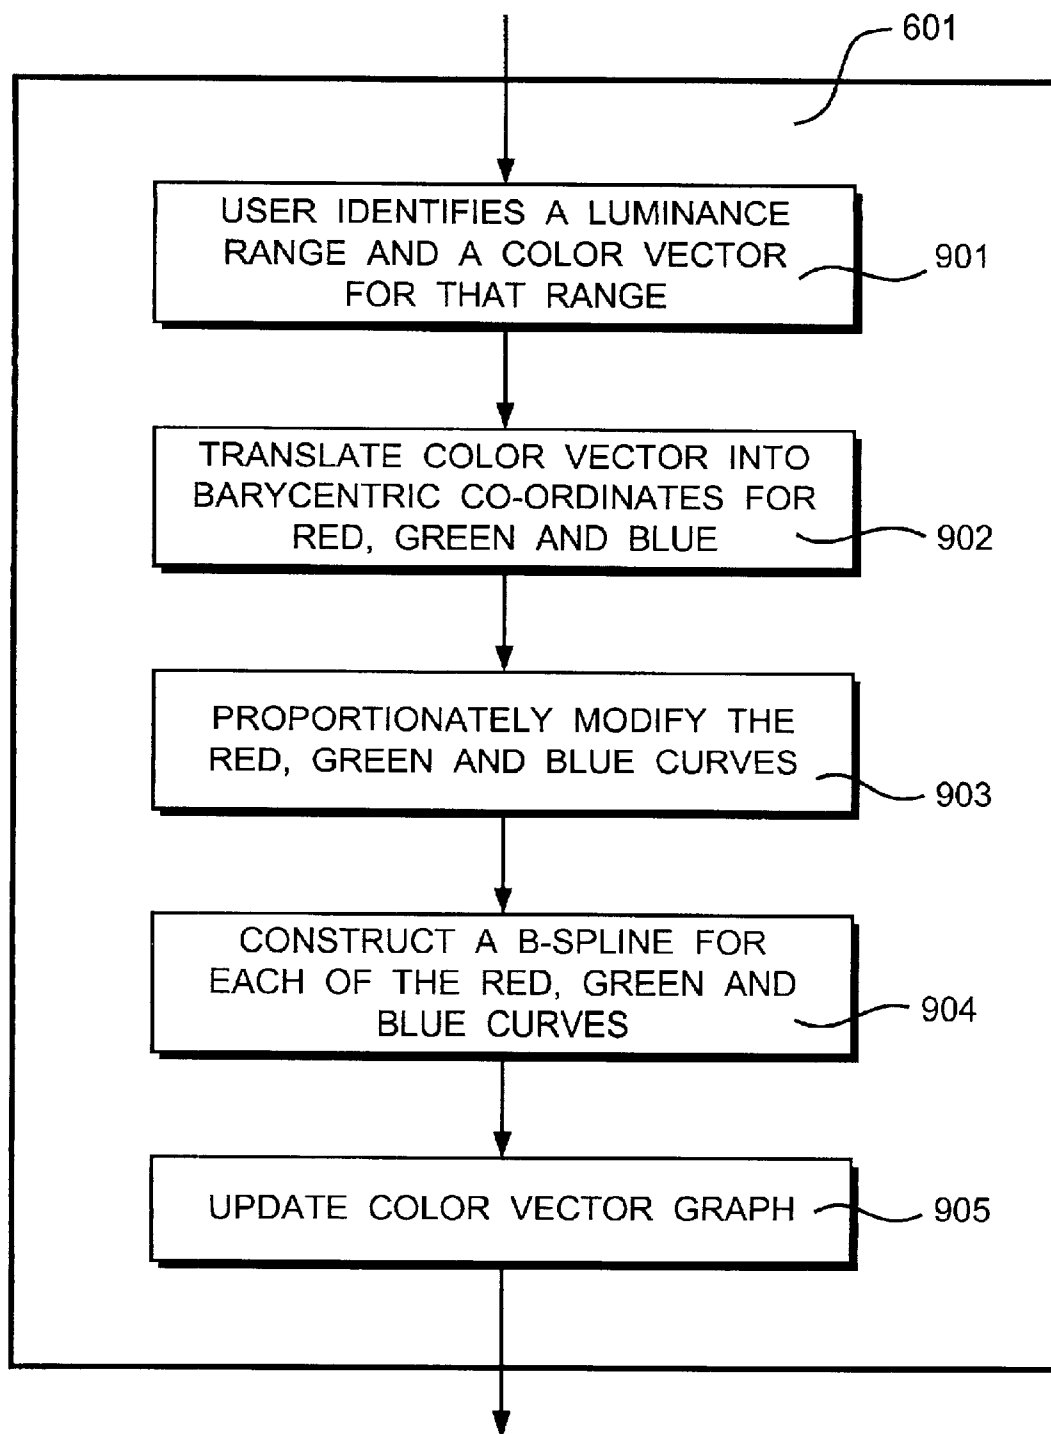 601
USER IDENTIFIES A LUMINANCE
RANGE AND A COLOR VECTOR
FOR THAT RANGE
901
TRANSLATE COLOR VECTOR INTO
BARYCENTRIC CO-ORDINATES FOR
RED, GREEN AND BLUE
902
PROPORTIONATELY MODIFY THE
RED, GREEN AND BLUE CURVES
903
CONSTRUCT A B-SPLINE FOR
EACH OF THE RED, GREEN AND
BLUE CURVES
904
UPDATE COLOR VECTOR GRAPH
905